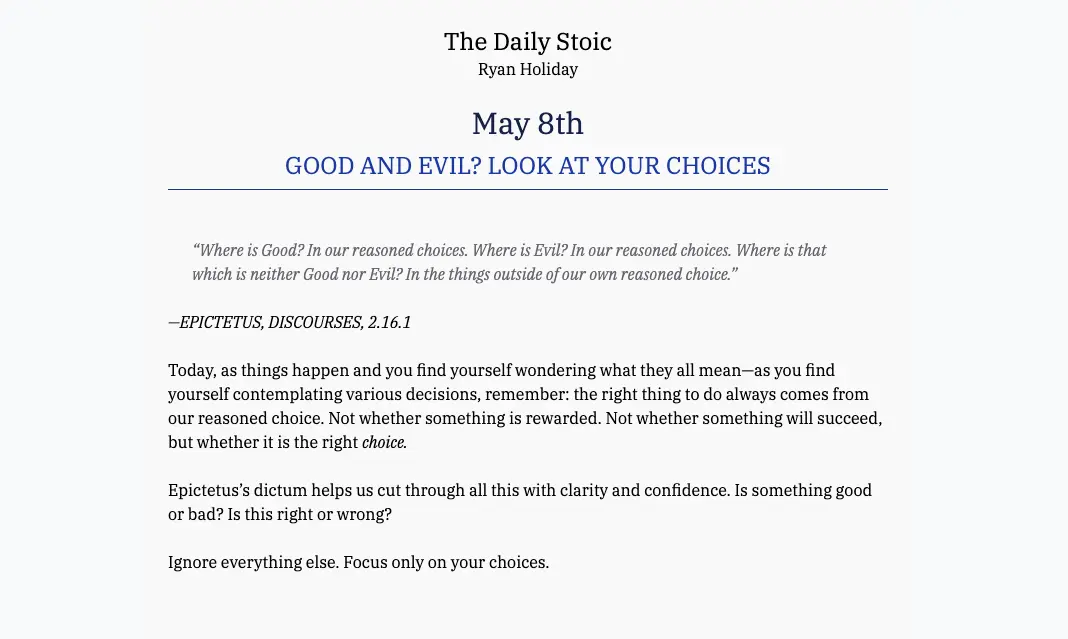 The Daily Stoic
Ryan Holiday
May 8th
GOOD AND EVIL? LOOK AT YOUR CHOICES
“Where is Good? In our reasoned choices. Where is Evil? In our reasoned choices. Where is that
which is neither Good nor Evil? In the things outside of our own reasoned choice.”
—EPICTETUS, DISCOURSES, 2.16.1
Today, as things happen and you find yourself wondering what they all mean—as you find
yourself contemplating various decisions, remember: the right thing to do always comes from
our reasoned choice. Not whether something is rewarded. Not whether something will succeed,
but whether it is the right choice.
Epictetus’s dictum helps us cut through all this with clarity and confidence. Is something good
or bad? Is this right or wrong?
Ignore everything else. Focus only on your choices.